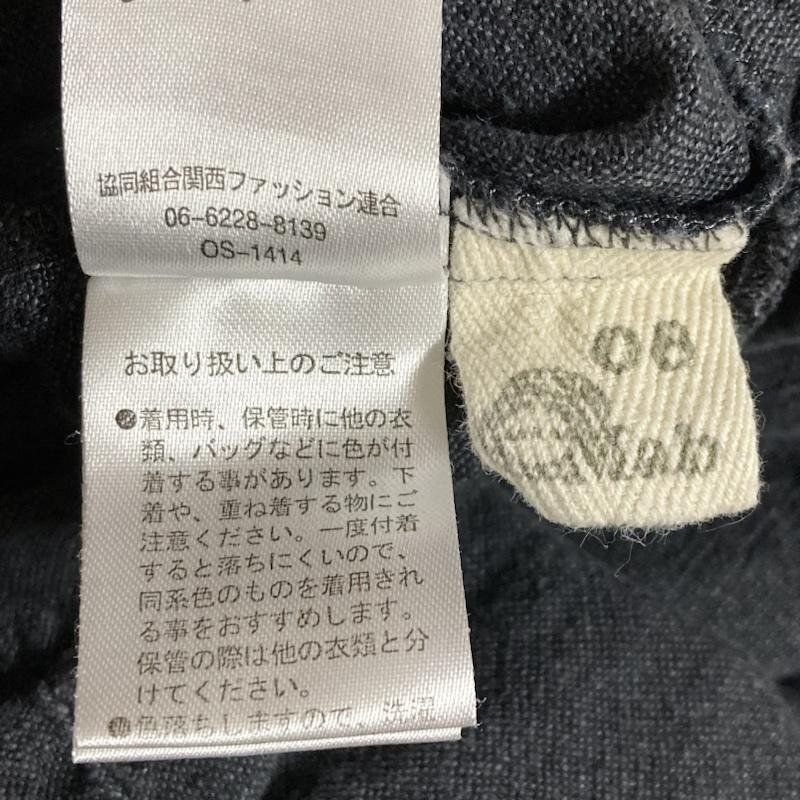 協同組合関西ファッション連合
06-6228-8139
OS-1414
お取り扱い上のご注意
●着用時、保管時に他の衣
類、バッグなどに色が付
着する事があります。下
着や、重ね着する物にご
注意ください。一度付着
すると落ちにくいので、
同系色のものを着用され
る事をおすすめします。
保管の際は他の衣類と分
けてください。
●色落ちしますので、洗濯
08